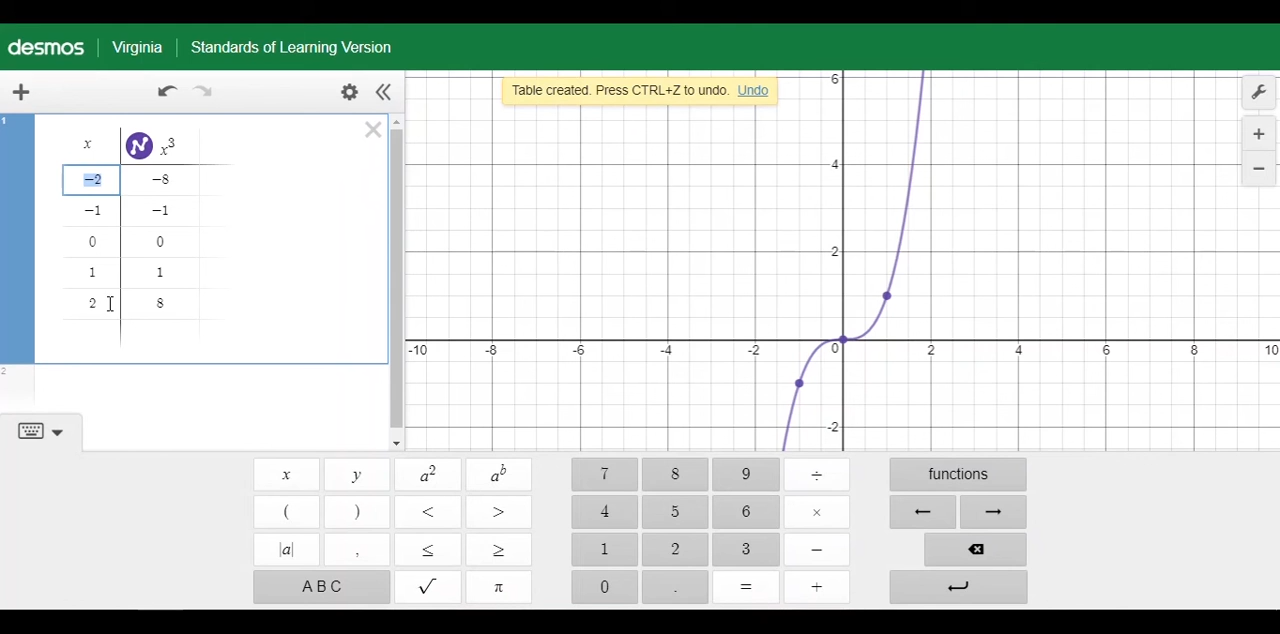 desmos Virginia Standards of Learning Version
Table created. Press CTRL+Z to undo. Undo
1
x x³
−2 −8
−1 −1
0 0
1 1
2 8
2
6
4
2
-10 -8 -6 -4 -2 0 2 4 6 8 10
-2
x y a² aᵇ 7 8 9 ÷ functions
( ) < > 4 5 6 × ← →
|a| , ≤ ≥ 1 2 3 −
A B C √ π 0 . = +